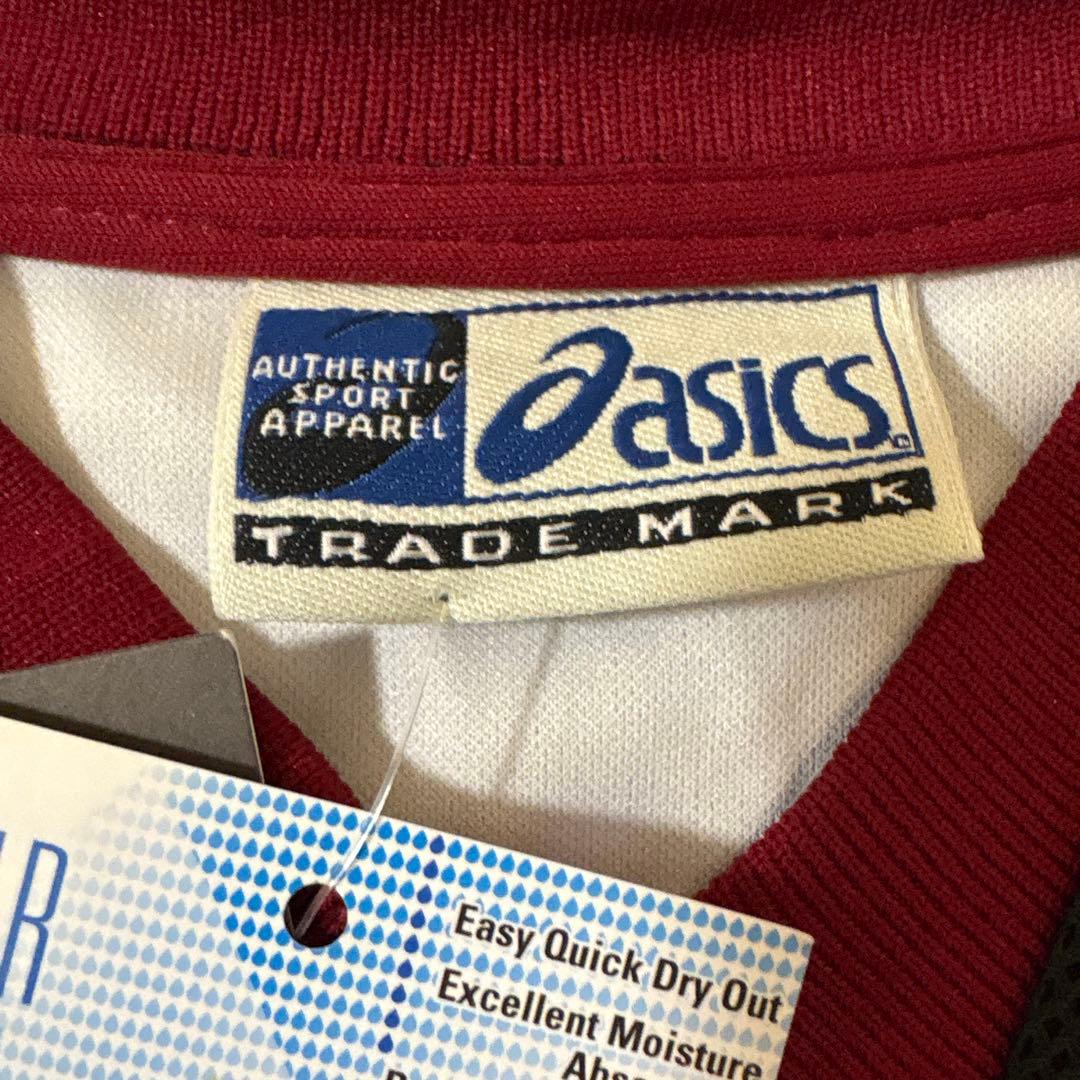 AUTHENTIC
SPORT
APPAREL
asics
TRADE MARK
R
Easy Quick Dry Out
Excellent Moisture